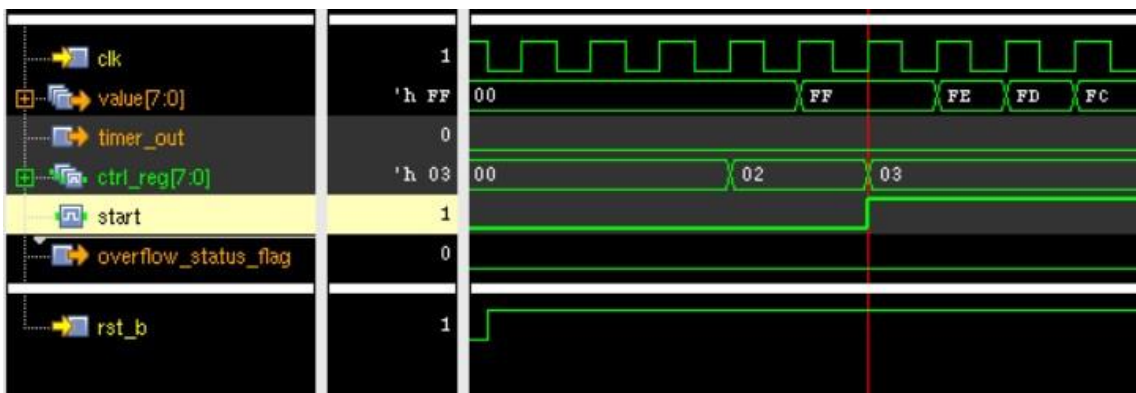 clk 1
value[7:0] 'h FF 00 FF FE FD FC
timer_out 0
ctrl_reg[7:0] 'h 03 00 02 03
start 1
overflow_status_flag 0
rst_b 1